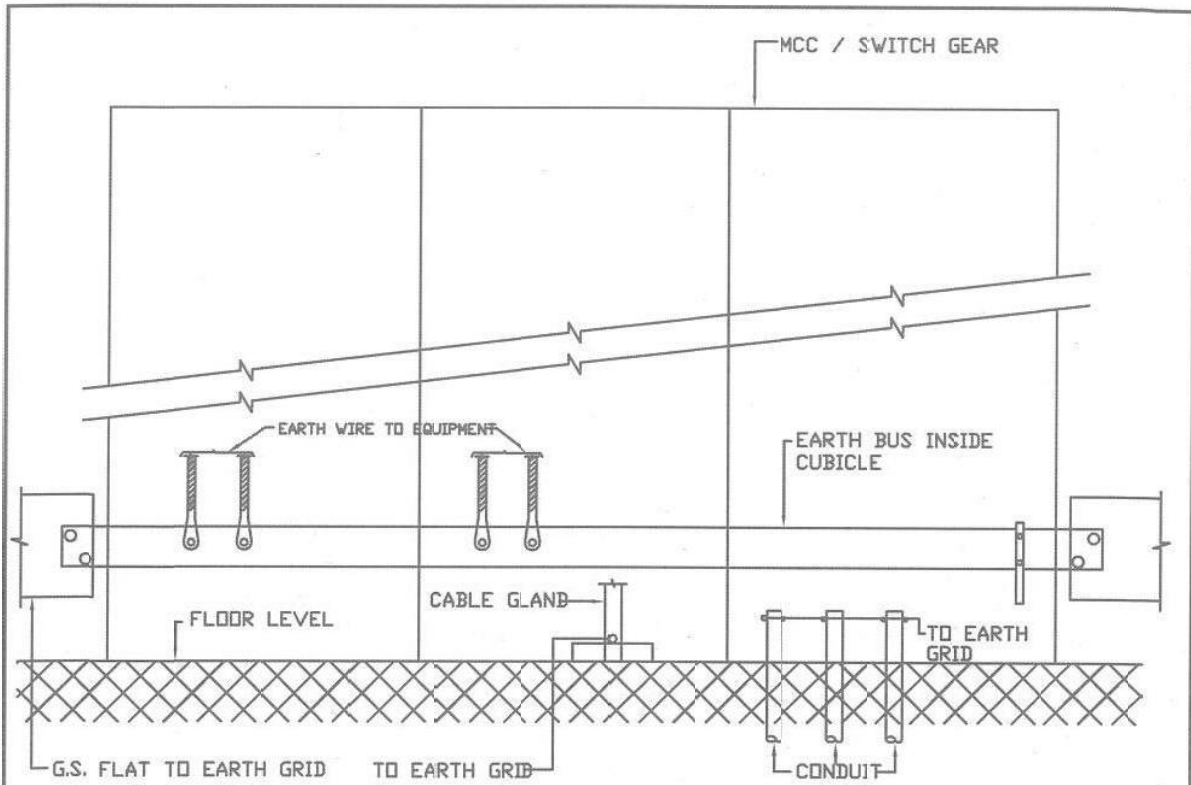 MCC / SWITCH GEAR
EARTH WIRE TO EQUIPMENT
EARTH BUS INSIDE
CUBICLE
CABLE GLAND
FLOOR LEVEL
TO EARTH
GRID
G.S. FLAT TO EARTH GRID
TO EARTH GRID
CONDUIT